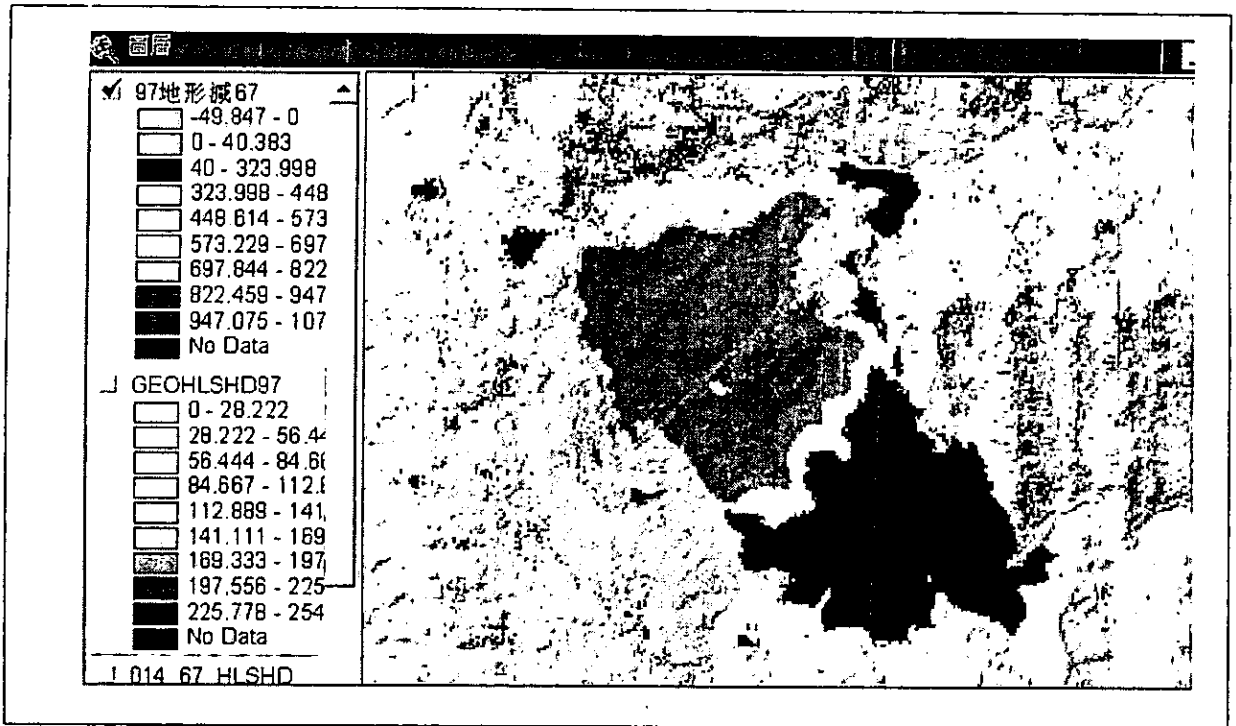 圖層
97地形減67
-49.847 - 0
0 - 40.383
40 - 323.998
323.998 - 448
448.614 - 573
573.229 - 697
697.844 - 822
822.459 - 947
947.075 - 107
No Data
GEOHLSHD97
0 - 28.222
28.222 - 56.44
56.444 - 84.66
84.667 - 112.8
112.889 - 141
141.111 - 169
169.333 - 197
197.556 - 225
225.778 - 254
No Data
014_67_HLSHD